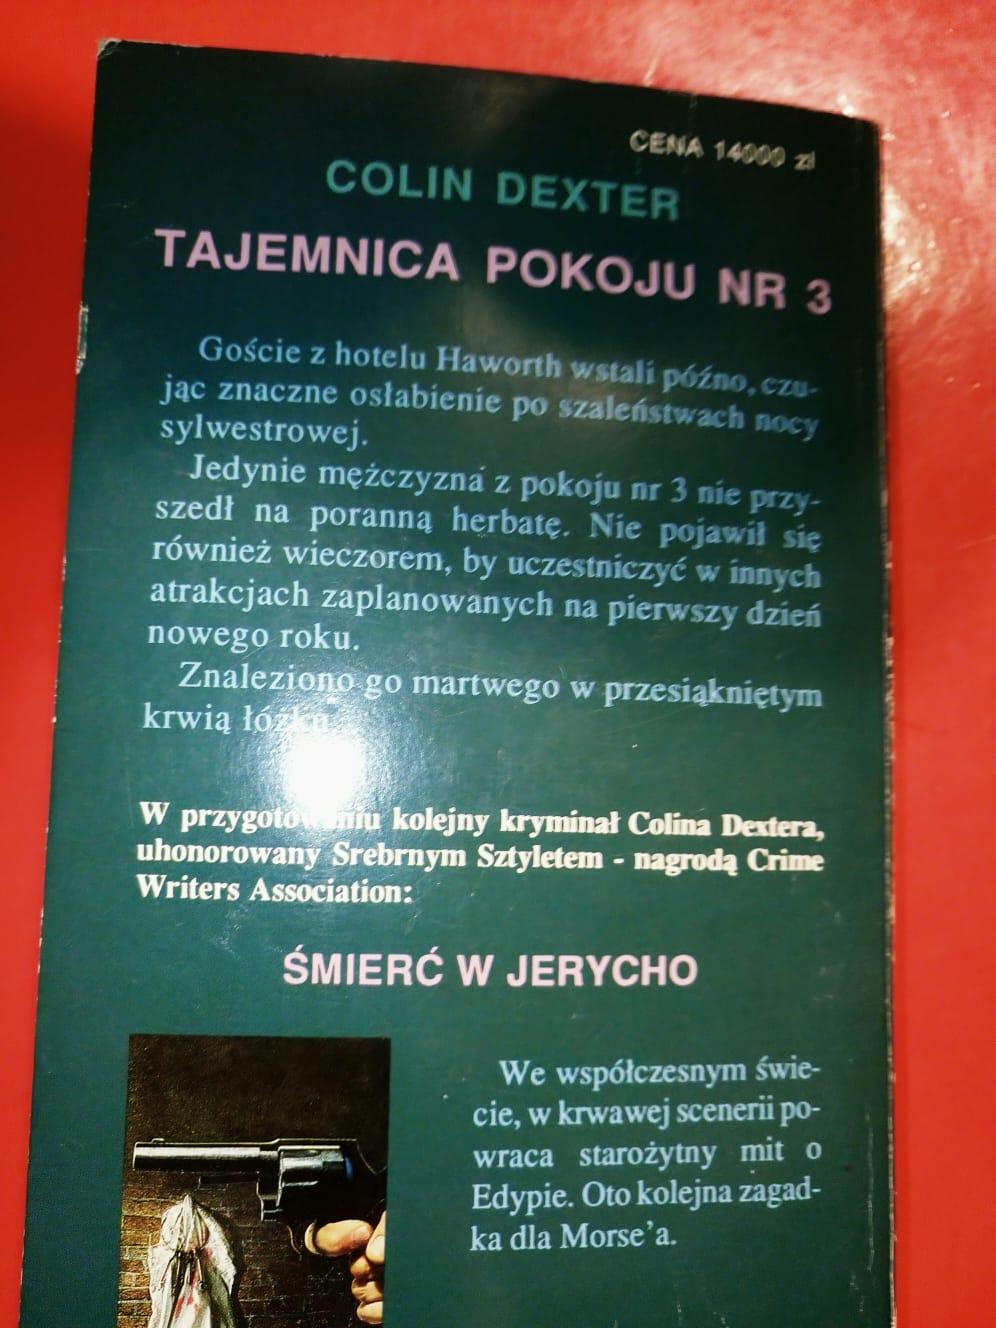 CENA 14000 zł
COLIN DEXTER
TAJEMNICA POKOJU NR 3
Goście z hotelu Haworth wstali późno, czu-
jąc znaczne osłabienie po szaleństwach nocy
sylwestrowej.
Jedynie mężczyzna z pokoju nr 3 nie przy-
szedł na poranną herbatę. Nie pojawił się
również wieczorem, by uczestniczyć w innych
atrakcjach zaplanowanych na pierwszy dzień
nowego roku.
Znaleziono go martwego w przesiąkniętym
krwią łóżku.
W przygotowaniu kolejny kryminał Colina Dextera,
uhonorowany Srebrnym Sztyletem - nagrodą Crime
Writers Association:
ŚMIERĆ W JERYCHO
We współczesnym świe-
cie, w krwawej scenerii po-
wraca starożytny mit o
Edypie. Oto kolejna zagad-
ka dla Morse'a.